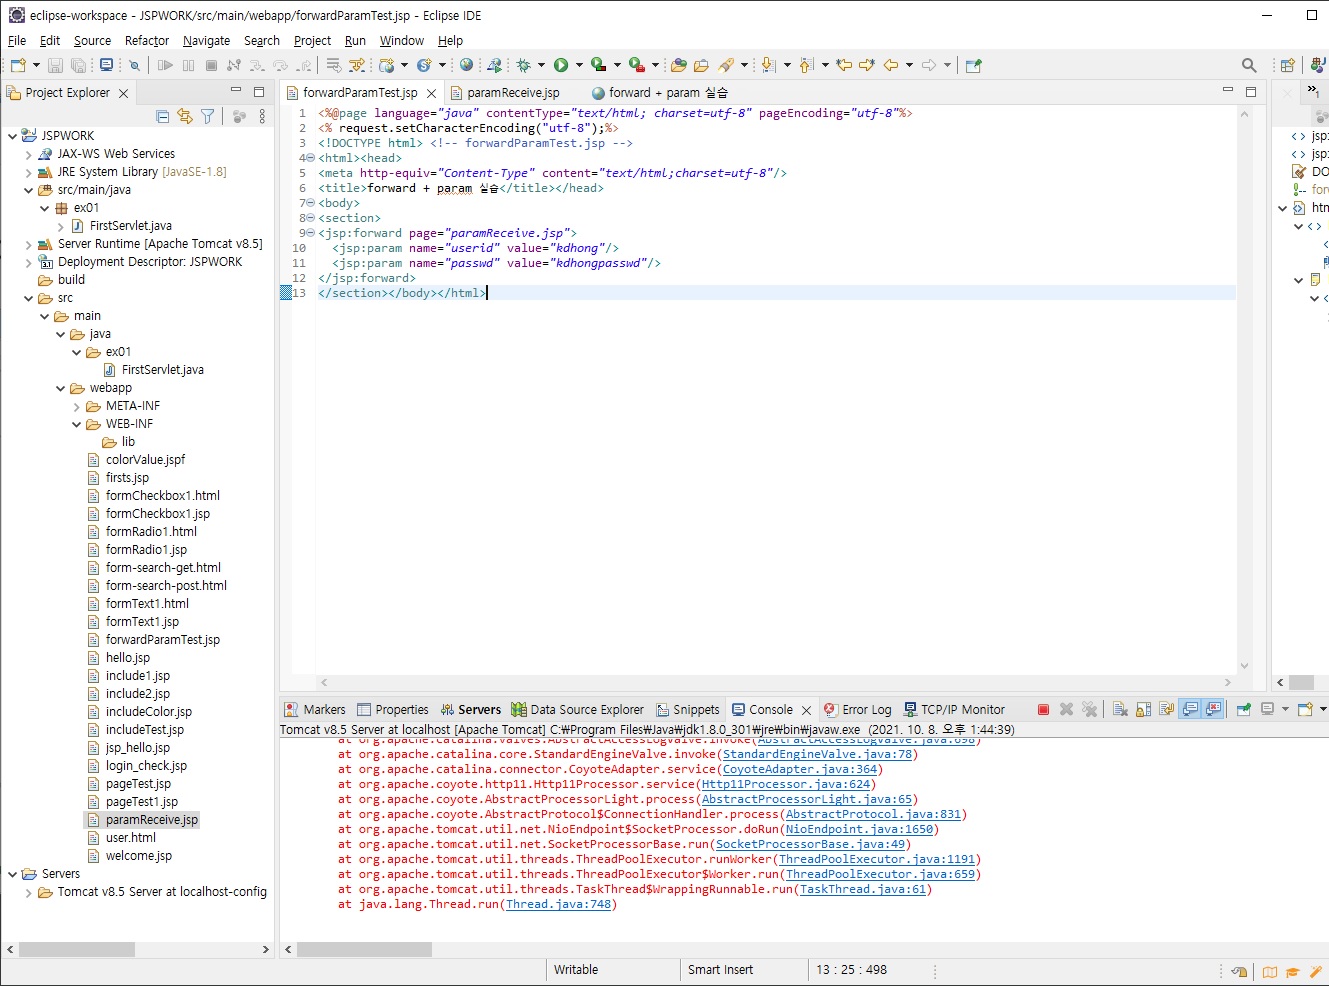 eclipse-workspace - JSPWORK/src/main/webapp/forwardParamTest.jsp - Eclipse IDE
File Edit Source Refactor Navigate Search Project Run Window Help
Project Explorer
JSPWORK
JAX-WS Web Services
JRE System Library [JavaSE-1.8]
src/main/java
ex01
FirstServlet.java
Server Runtime [Apache Tomcat v8.5]
Deployment Descriptor: JSPWORK
build
src
main
java
ex01
FirstServlet.java
webapp
META-INF
WEB-INF
lib
colorValue.jspf
firsts.jsp
formCheckbox1.html
formCheckbox1.jsp
formRadio1.html
formRadio1.jsp
form-search-get.html
form-search-post.html
formText1.html
formText1.jsp
forwardParamTest.jsp
hello.jsp
include1.jsp
include2.jsp
includeColor.jsp
includeTest.jsp
jsp_hello.jsp
login_check.jsp
pageTest.jsp
pageTest1.jsp
paramReceive.jsp
user.html
welcome.jsp
Servers
Tomcat v8.5 Server at localhost-config
forwardParamTest.jsp paramReceive.jsp forward + param 실습
1 <%@page language="java" contentType="text/html; charset=utf-8" pageEncoding="utf-8"%>
2 <% request.setCharacterEncoding("utf-8");%>
3 <!DOCTYPE html> <!-- forwardParamTest.jsp -->
4 <html><head>
5 <meta http-equiv="Content-Type" content="text/html;charset=utf-8"/>
6 <title>forward + param 실습</title></head>
7 <body>
8 <section>
9 <jsp:forward page="paramReceive.jsp">
10 <jsp:param name="userid" value="kdhong"/>
11 <jsp:param name="passwd" value="kdhongpasswd"/>
12 </jsp:forward>
13 </section></body></html>
»1
jsp:
jsp:
DO
forw
htm
Markers Properties Servers Data Source Explorer Snippets Console Error Log TCP/IP Monitor
Tomcat v8.5 Server at localhost [Apache Tomcat] C:₩Program Files₩Java₩jdk1.8.0_301₩jre₩bin₩javaw.exe (2021. 10. 8. 오후 1:44:39)
at org.apache.catalina.valves.AbstractAccessLogValve.invoke(AbstractAccessLogValve.java:698)
at org.apache.catalina.core.StandardEngineValve.invoke(StandardEngineValve.java:78)
at org.apache.catalina.connector.CoyoteAdapter.service(CoyoteAdapter.java:364)
at org.apache.coyote.http11.Http11Processor.service(Http11Processor.java:624)
at org.apache.coyote.AbstractProcessorLight.process(AbstractProcessorLight.java:65)
at org.apache.coyote.AbstractProtocol$ConnectionHandler.process(AbstractProtocol.java:831)
at org.apache.tomcat.util.net.NioEndpoint$SocketProcessor.doRun(NioEndpoint.java:1650)
at org.apache.tomcat.util.net.SocketProcessorBase.run(SocketProcessorBase.java:49)
at org.apache.tomcat.util.threads.ThreadPoolExecutor.runWorker(ThreadPoolExecutor.java:1191)
at org.apache.tomcat.util.threads.ThreadPoolExecutor$Worker.run(ThreadPoolExecutor.java:659)
at org.apache.tomcat.util.threads.TaskThread$WrappingRunnable.run(TaskThread.java:61)
at java.lang.Thread.run(Thread.java:748)
Writable Smart Insert 13 : 25 : 498